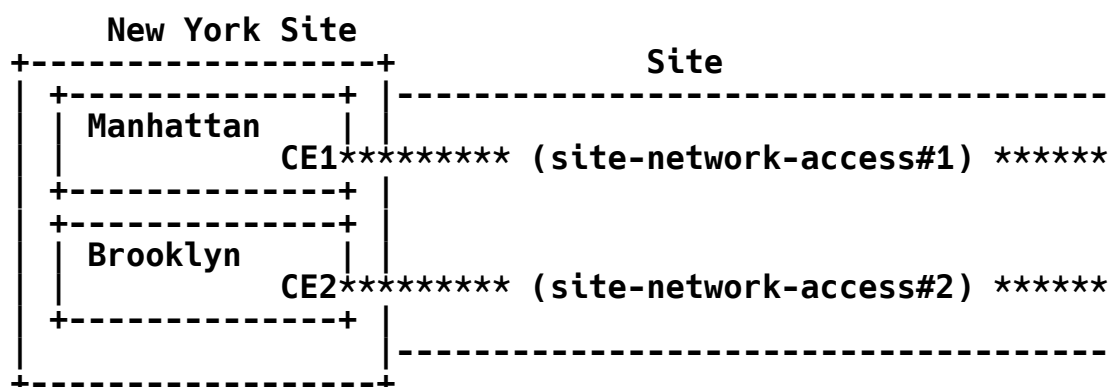 New York Site
+------------------+                Site
|  +--------------+ |-------------------------------------
|  | Manhattan    | |
|  |           CE1********* (site-network-access#1) ******
|  +--------------+ |
|  +--------------+ |
|  | Brooklyn     | |
|  |           CE2********* (site-network-access#2) ******
|  +--------------+ |
|                   |-------------------------------------
+------------------+